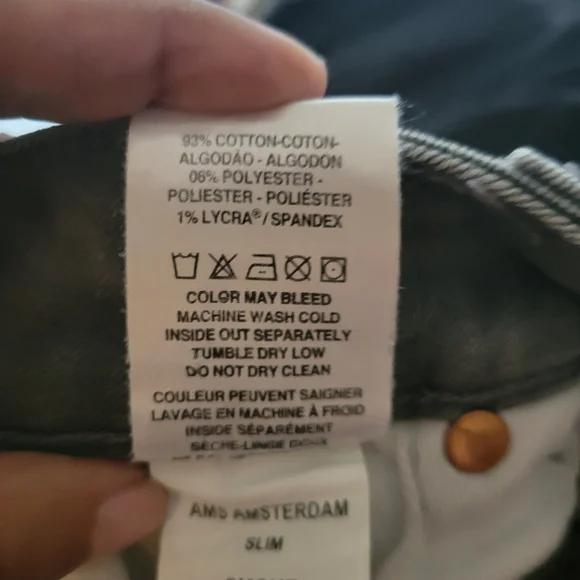 93% COTTON-COTON-
ALGODÃO - ALGODON
06% POLYESTER -
POLIESTER - POLIÉSTER
1% LYCRA®/ SPANDEX
COLOR MAY BLEED
MACHINE WASH COLD
INSIDE OUT SEPARATELY
TUMBLE DRY LOW
DO NOT DRY CLEAN
COULEUR PEUVENT SAIGNER
LAVAGE EN MACHINE À FROID
INSIDE SÉPARÉMENT
SÈCHE-LINGE DOUX
AMS AMSTERDAM
SLIM